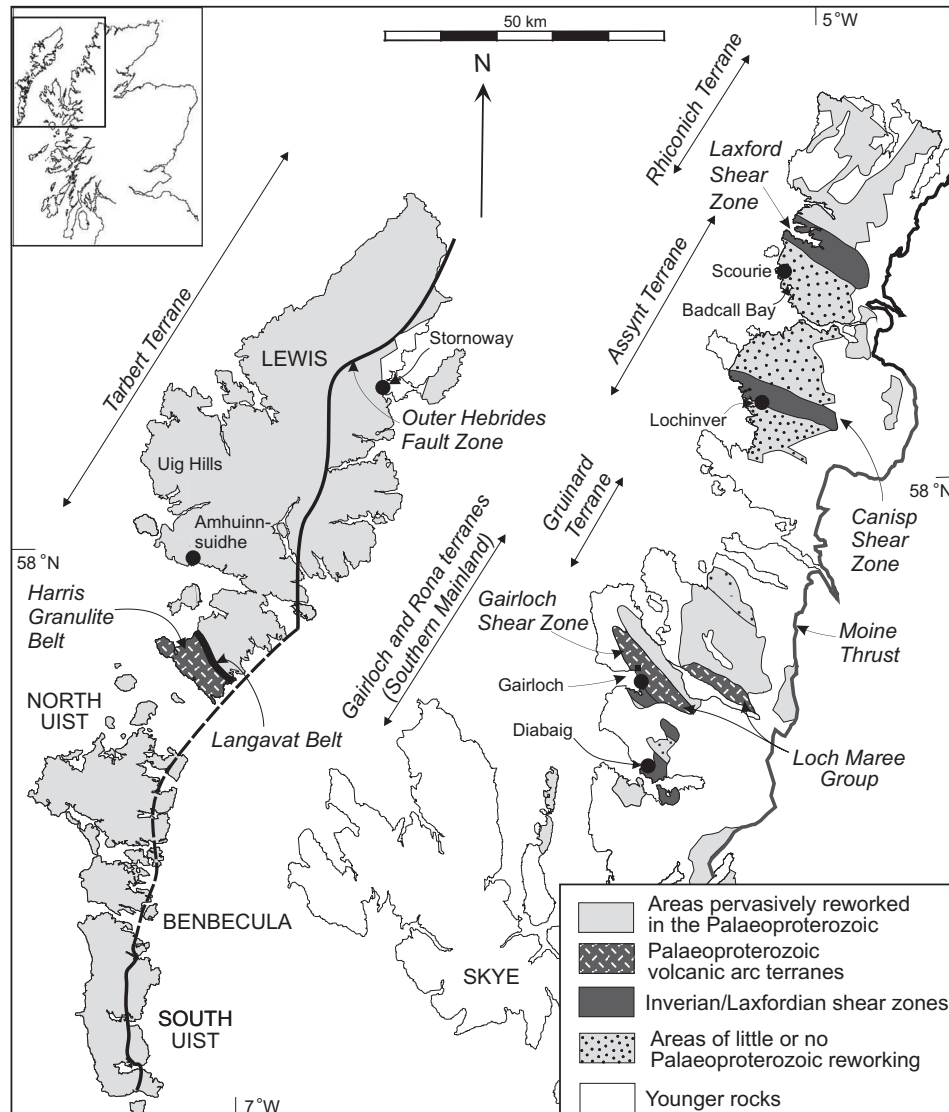 50 km
5°W
N
Rhiconich Terrane
Laxford
Shear
Zone
Scourie
Badcall Bay
Assynt Terrane
Tarbert Terrane
LEWIS
Stornoway
Outer Hebrides
Fault Zone
Lochinver
Uig Hills
Gruinard
Terrane
58°N
Canisp
Shear
Zone
Amhuinn-
suidhe
58°N
Harris
Granulite
Belt
Gairloch and Rona terranes
(Southern Mainland)
Gairloch
Shear Zone
Moine
Thrust
Gairloch
NORTH
UIST
Langavat Belt
Diabaig
Loch Maree
Group
BENBECULA
SKYE
SOUTH
UIST
7°W
Areas pervasively reworked
in the Palaeoproterozoic
Palaeoproterozoic
volcanic arc terranes
Inverian/Laxfordian shear zones
Areas of little or no
Palaeoproterozoic reworking
Younger rocks